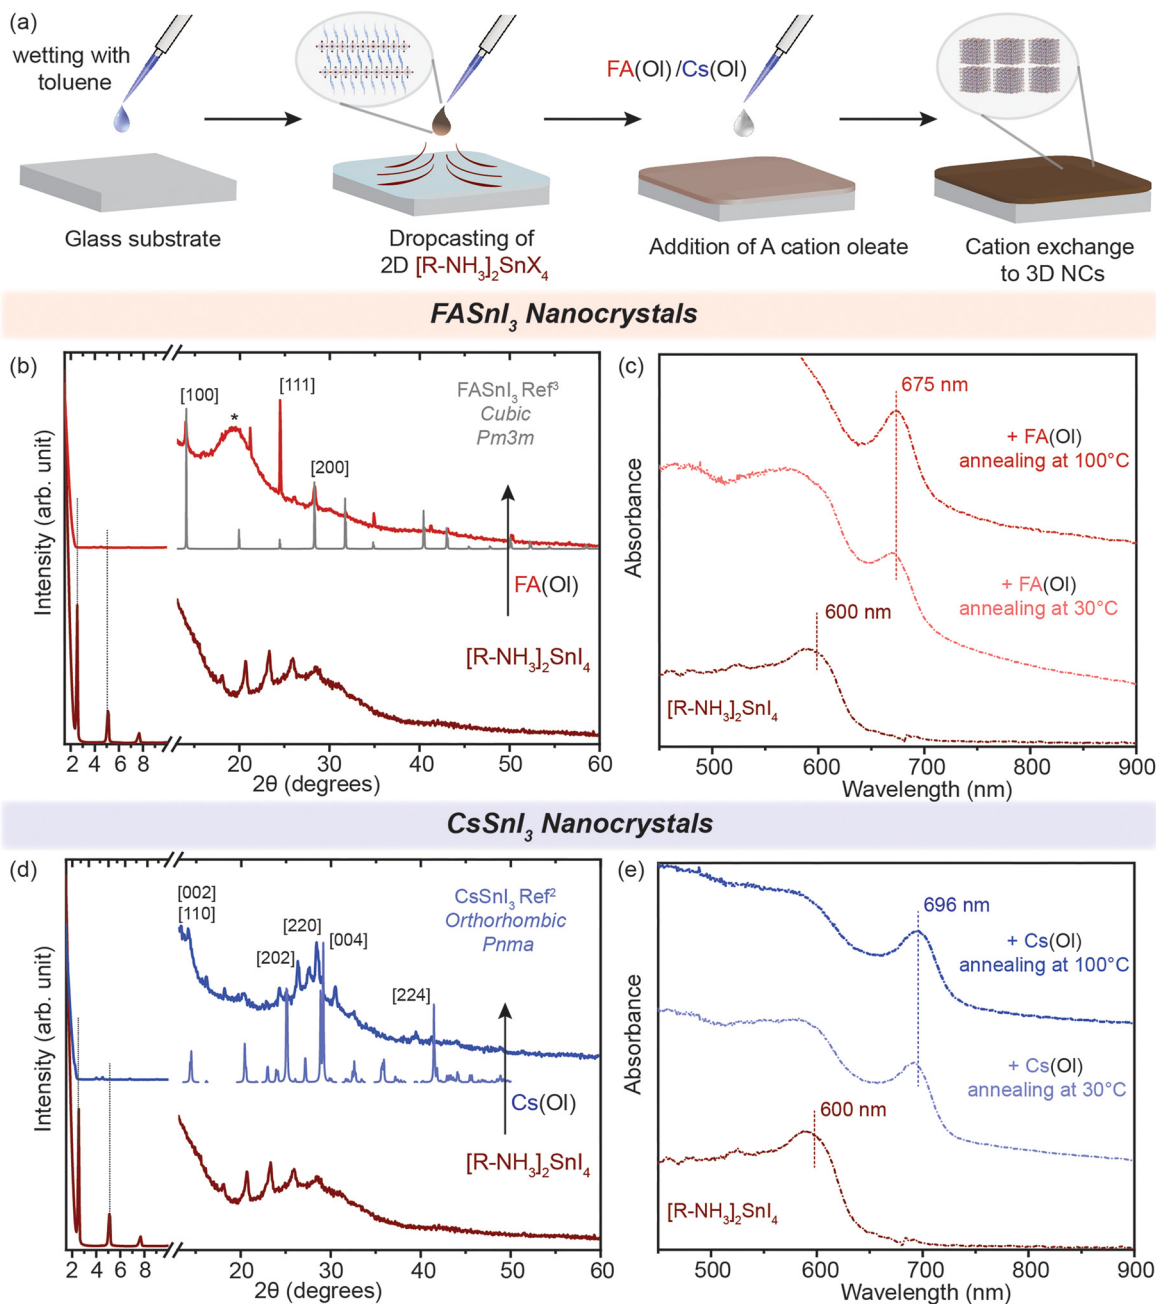 (a)
wetting with
toluene
FA(Ol)/Cs(Ol)
Glass substrate
Dropcasting of
2D [R-NH₃]₂SnX₄
Addition of A cation oleate
Cation exchange
to 3D NCs
FASnI₃ Nanocrystals
(b)
Intensity (arb. unit)
[100]
*
[111]
[200]
FASnI₃ Ref³
Cubic
Pm3m
FA(Ol)
[R-NH₃]₂SnI₄
2 4 6 8 20 30 40 50 60
2θ (degrees)
(c)
Absorbance
675 nm
+ FA(Ol)
annealing at 100°C
+ FA(Ol)
annealing at 30°C
600 nm
[R-NH₃]₂SnI₄
500 600 700 800 900
Wavelength (nm)
CsSnI₃ Nanocrystals
(d)
Intensity (arb. unit)
[002]
[110]
[202]
[220]
[004]
[224]
CsSnI₃ Ref²
Orthorhombic
Pnma
Cs(Ol)
[R-NH₃]₂SnI₄
2 4 6 8 20 30 40 50 60
2θ (degrees)
(e)
Absorbance
696 nm
+ Cs(Ol)
annealing at 100°C
+ Cs(Ol)
annealing at 30°C
600 nm
[R-NH₃]₂SnI₄
500 600 700 800 900
Wavelength (nm)